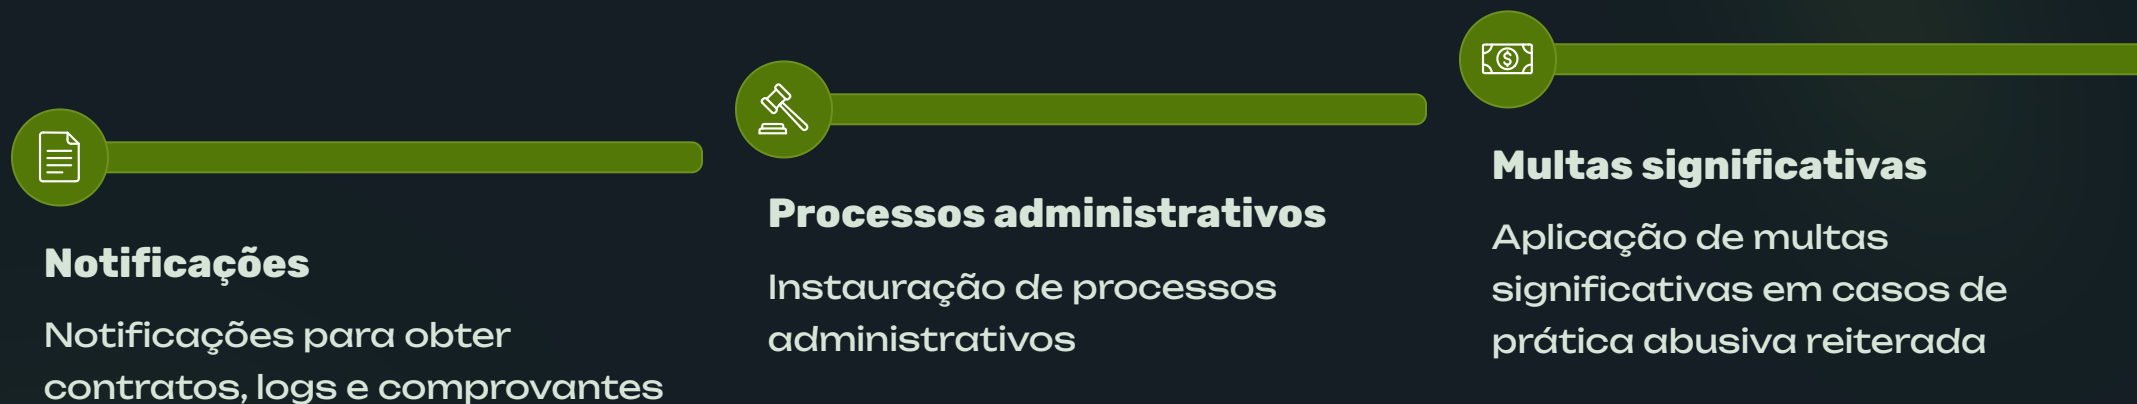 Notificações
Notificações para obter
contratos, logs e comprovantes
Processos administrativos
Instauração de processos
administrativos
Multas significativas
Aplicação de multas
significativas em casos de
prática abusiva reiterada